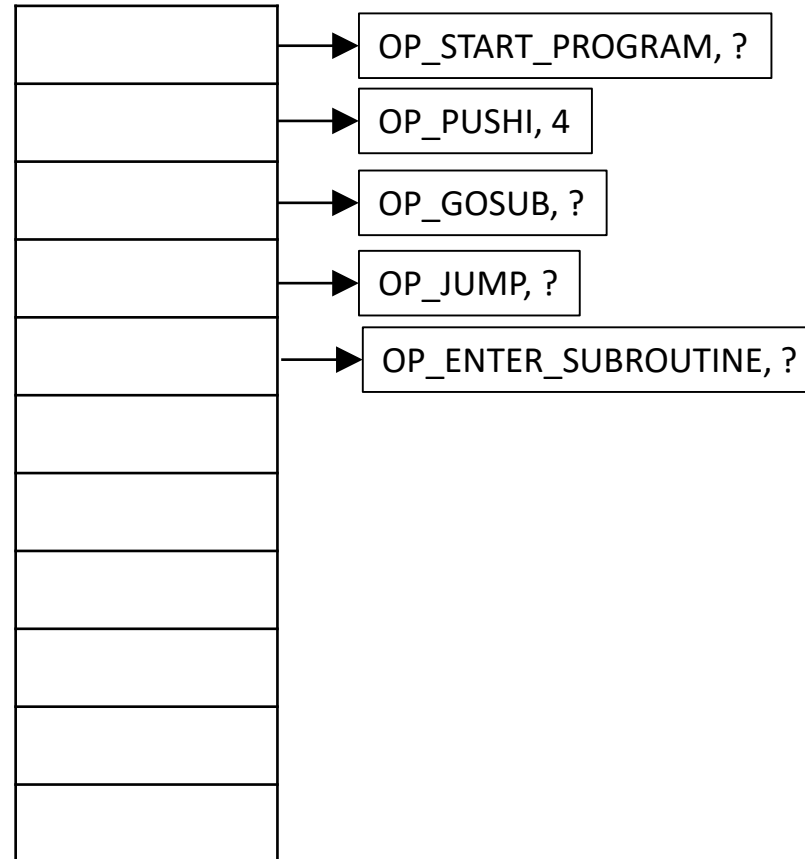 OP_START_PROGRAM, ?
OP_PUSHI, 4
OP_GOSUB, ?
OP_JUMP, ?
OP_ENTER_SUBROUTINE, ?